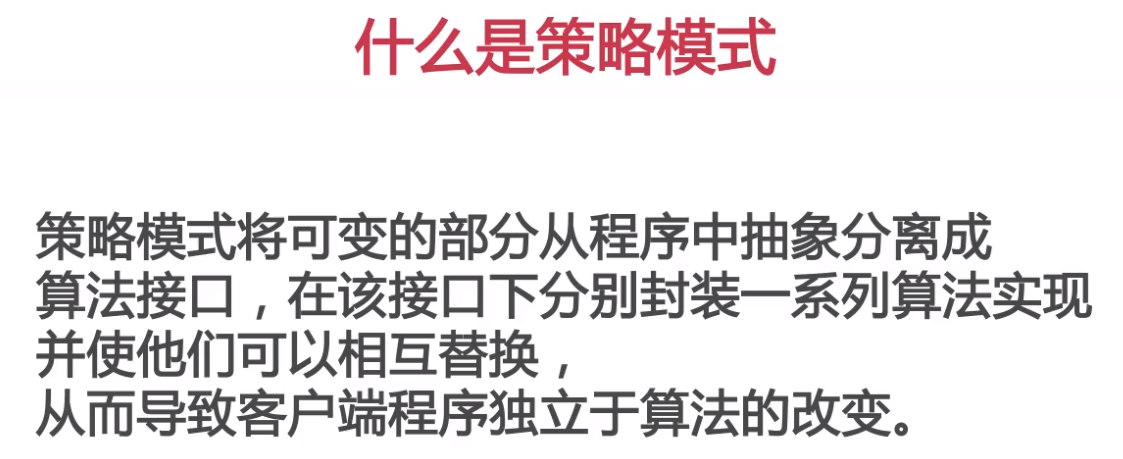 什么是策略模式
策略模式将可变的部分从程序中抽象分离成
算法接口，在该接口下分别封装一系列算法实现
并使他们可以相互替换，
从而导致客户端程序独立于算法的改变。